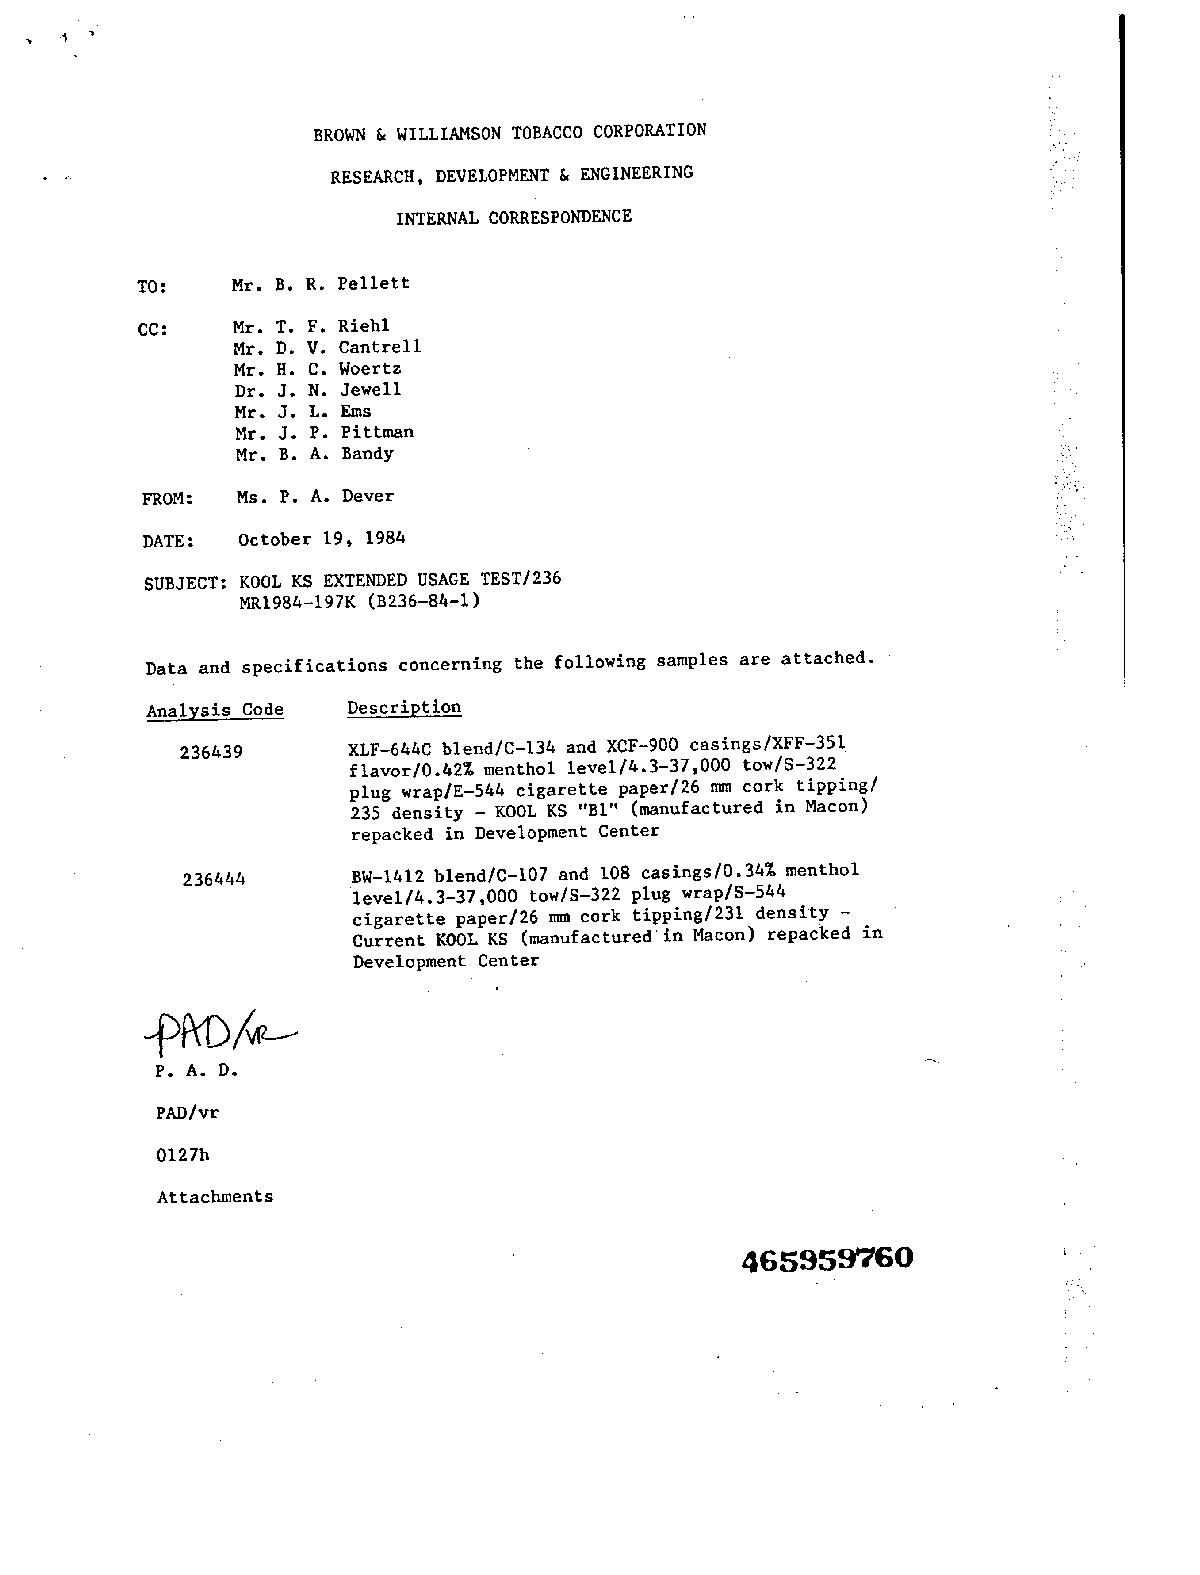 BROWN & WILLIAMSON TOBACCO CORPORATION
RESEARCH, DEVELOPMENT & ENGINEERING
INTERNAL CORRESPONDENCE
TO: Mr. B. R. Pellett
CC: Mr. T. F. Riehl
Mr. D. V. Cantrell
Mr. H. C. Woertz
Dr. J. N. Jewell
Mr. J. L. Ems
Mr. J. P. Pittman
Mr. B. A. Bandy
FROM: Ms. P. A. Dever
DATE: October 19, 1984
SUBJECT: KOOL KS EXTENDED USAGE TEST/236
MR1984-197K (B236-84-1)
Data and specifications concerning the following samples are attached.
Analysis Code Description
236439 XLF-644C blend/C-134 and XCF-900 casings/XFF-351
flavor/0.42% menthol level/4.3-37,000 tow/S-322
plug wrap/E-544 cigarette paper/26 mm cork tipping/
235 density - KOOL KS "B1" (manufactured in Macon)
repacked in Development Center
236444 BW-1412 blend/C-107 and 108 casings/0.34% menthol
level/4.3-37,000 tow/S-322 plug wrap/S-544
cigarette paper/26 mm cork tipping/231 density -
Current KOOL KS (manufactured in Macon) repacked in
Development Center
PAD/vr
P. A. D.
PAD/vr
0127h
Attachments
465959760